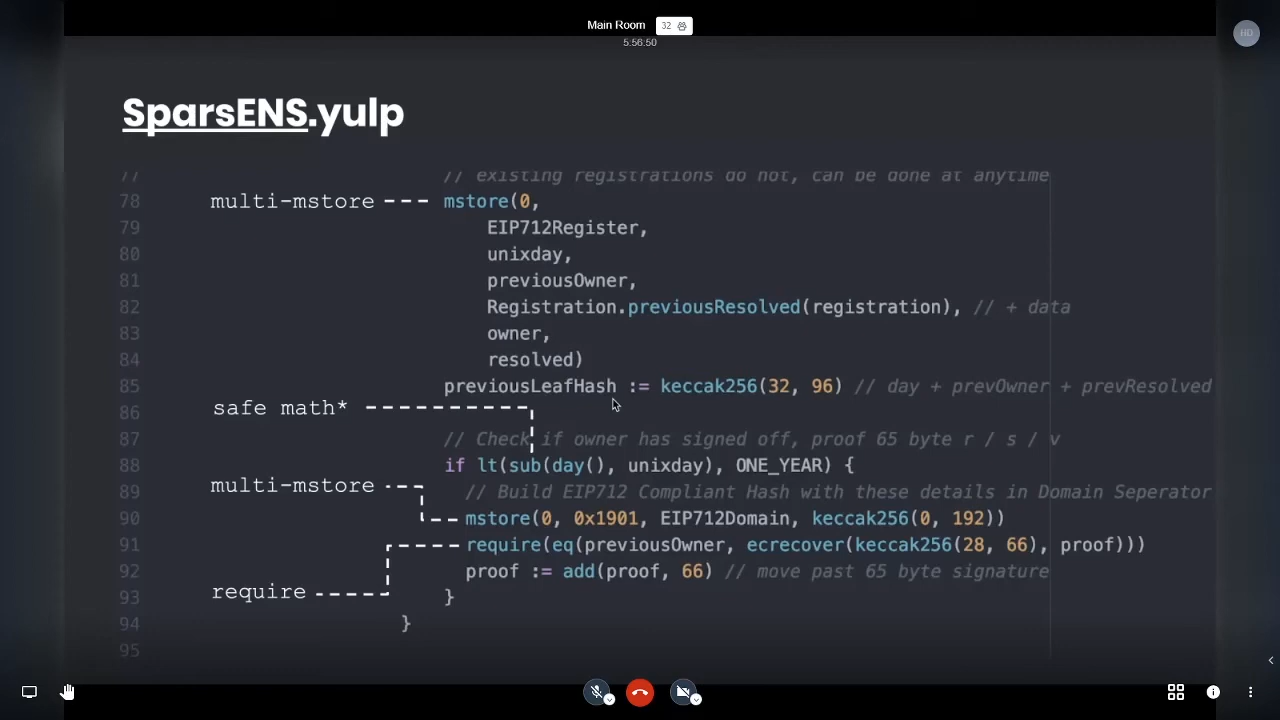 Main Room 32
5:56:50
HD
SparsENS.yulp
77 // existing registrations do not, can be done at anytime
78 multi-mstore mstore(0,
79 EIP712Register,
80 unixday,
81 previousOwner,
82 Registration.previousResolved(registration), // + data
83 owner,
84 resolved)
85 previousLeafHash := keccak256(32, 96) // day + prevOwner + prevResolved
86 safe math*
87 // Check if owner has signed off, proof 65 byte r / s / v
88 if lt(sub(day(), unixday), ONE_YEAR) {
89 multi-mstore // Build EIP712 Compliant Hash with these details in Domain Seperator
90 mstore(0, 0x1901, EIP712Domain, keccak256(0, 192))
91 require(eq(previousOwner, ecrecover(keccak256(28, 66), proof)))
92 proof := add(proof, 66) // move past 65 byte signature
93 require }
94 }
95